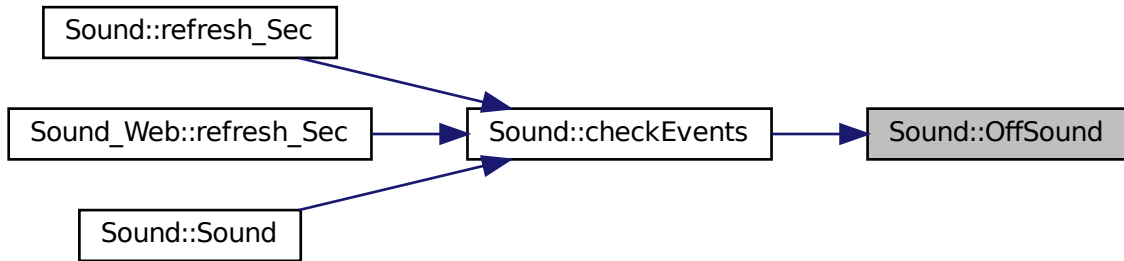 Sound::refresh_Sec
Sound_Web::refresh_Sec
Sound::checkEvents
Sound::OffSound
Sound::Sound